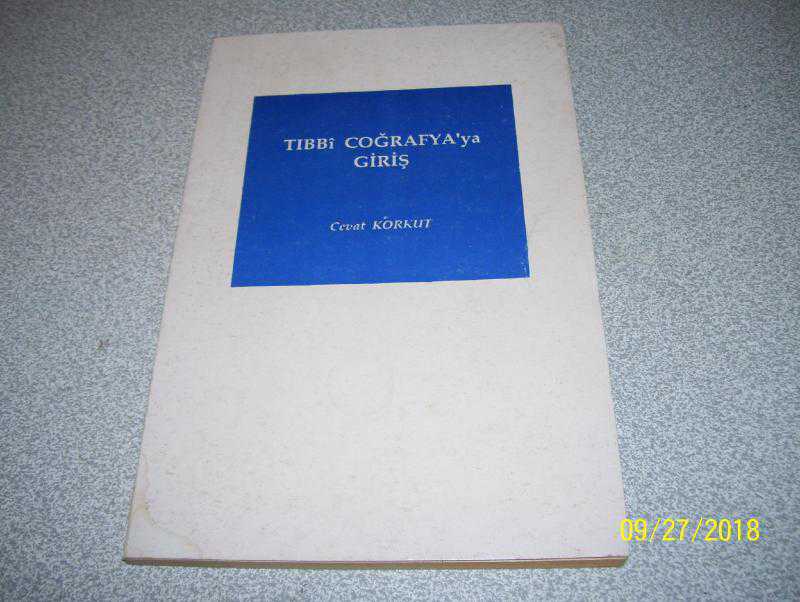 TIBBî COĞRAFYA'ya
GİRİŞ
Cevat KORKUT
09/27/2018